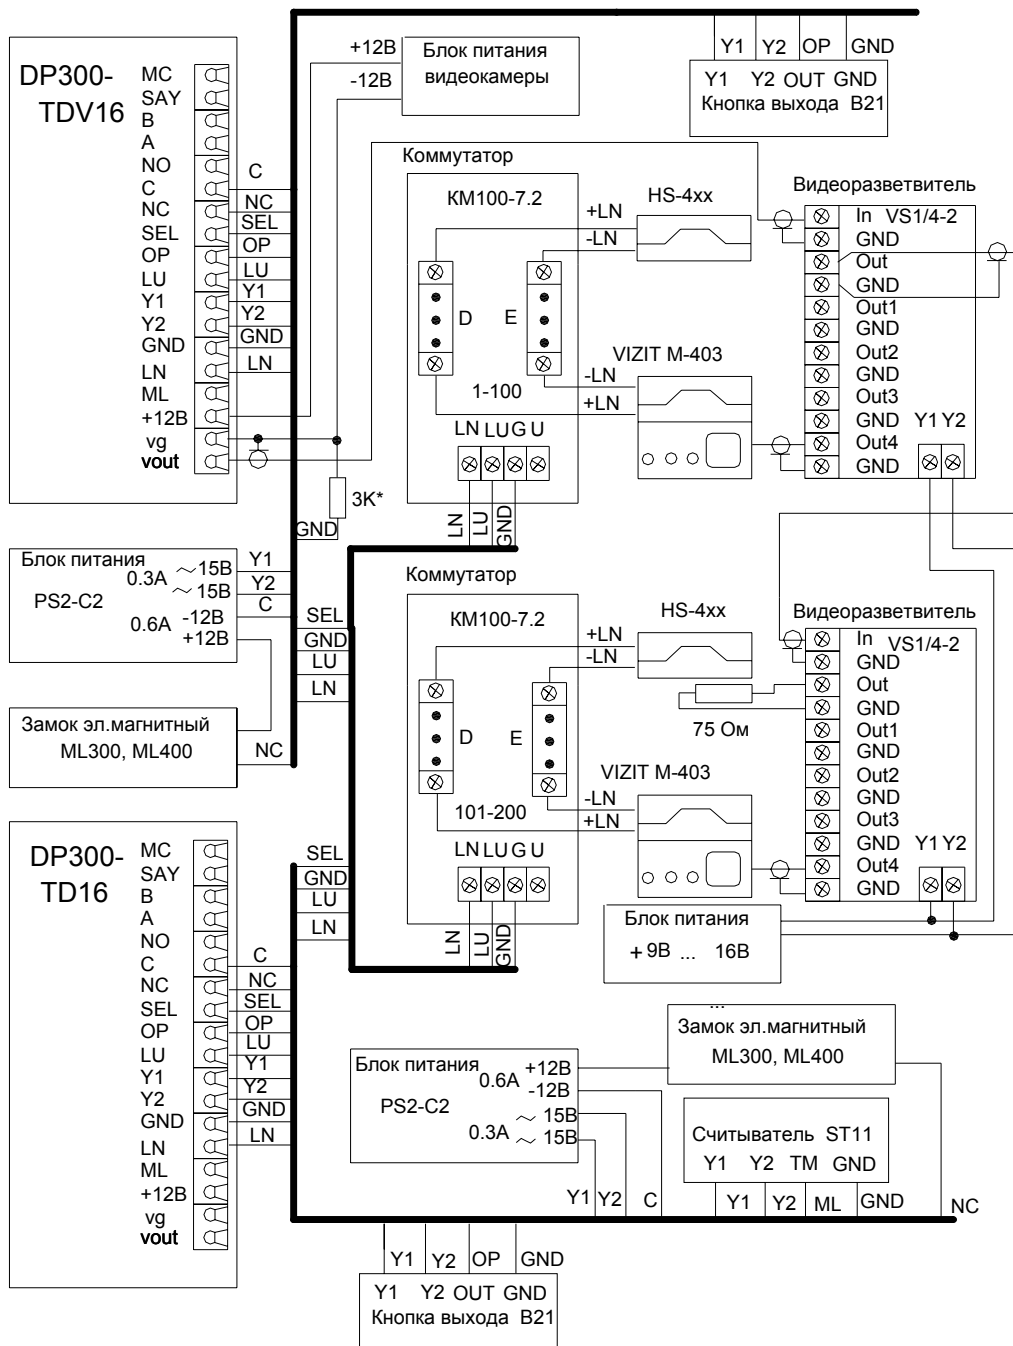 DP300-
TDV16
MC
SAY
B
A
NO
C
NC
SEL
OP
LU
Y1
Y2
GND
LN
ML
+12В
vg
vout
C
NC
SEL
OP
LU
Y1
Y2
GND
LN
+12В
-12В
Блок питания
видеокамеры
Y1 Y2 OP GND
Y1 Y2 OUT GND
Кнопка выхода B21
3K*
GND
Коммутатор
КМ100-7.2
D E
1-100
LN LU G U
LN LU GND
+LN
-LN
HS-4xx
VIZIT M-403
-LN
+LN
Видеоразветвитель
In VS1/4-2
GND
Out
GND
Out1
GND
Out2
GND
Out3
GND Y1 Y2
Out4
GND
Блок питания
0.3А ~ 15В
~ 15В
PS2-C2
0.6А -12В
+12В
Y1
Y2
C
Замок эл.магнитный
ML300, ML400
NC
SEL
GND
LU
LN
Коммутатор
КМ100-7.2
D E
101-200
LN LU G U
LN LU GND
+LN
-LN
HS-4xx
75 Ом
VIZIT M-403
-LN
+LN
Видеоразветвитель
In VS1/4-2
GND
Out
GND
Out1
GND
Out2
GND
Out3
GND Y1 Y2
Out4
GND
Блок питания
+ 9В ... 16В
DP300-
TD16
MC
SAY
B
A
NO
C
NC
SEL
OP
LU
Y1
Y2
GND
LN
ML
+12В
vg
vout
C
NC
SEL
OP
LU
Y1
Y2
GND
LN
SEL
GND
LU
LN
Блок питания
0.6А +12В
-12В
PS2-C2
~ 15В
0.3А ~ 15В
Y1 Y2 C
...
Замок эл.магнитный
ML300, ML400
Считыватель ST11
Y1 Y2 TM GND
Y1 Y2 ML GND
NC
Y1 Y2 OP GND
Y1 Y2 OUT GND
Кнопка выхода B21